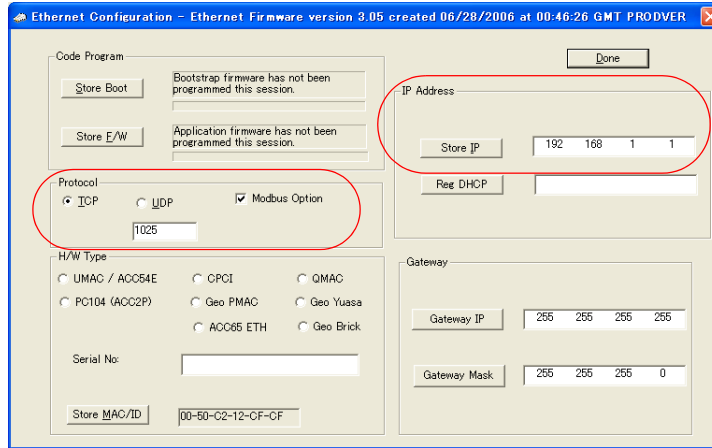 Ethernet Configuration - Ethernet Firmware version 3.05 created 06/28/2006 at 00:46:26 GMT PRODVER
Code Program
Store Boot
Bootstrap firmware has not been
programmed this session.
Store F/W
Application firmware has not been
programmed this session.
Done
IP Address
Store IP
192 168 1 1
Reg DHCP
Protocol
TCP
UDP
Modbus Option
1025
H/W Type
UMAC / ACC54E
CPCI
QMAC
PC104 (ACC2P)
Geo PMAC
Geo Yuasa
ACC65 ETH
Geo Brick
Serial No:
Store MAC/ID
00-50-C2-12-CF-CF
Gateway
Gateway IP
255 255 255 255
Gateway Mask
255 255 255 0